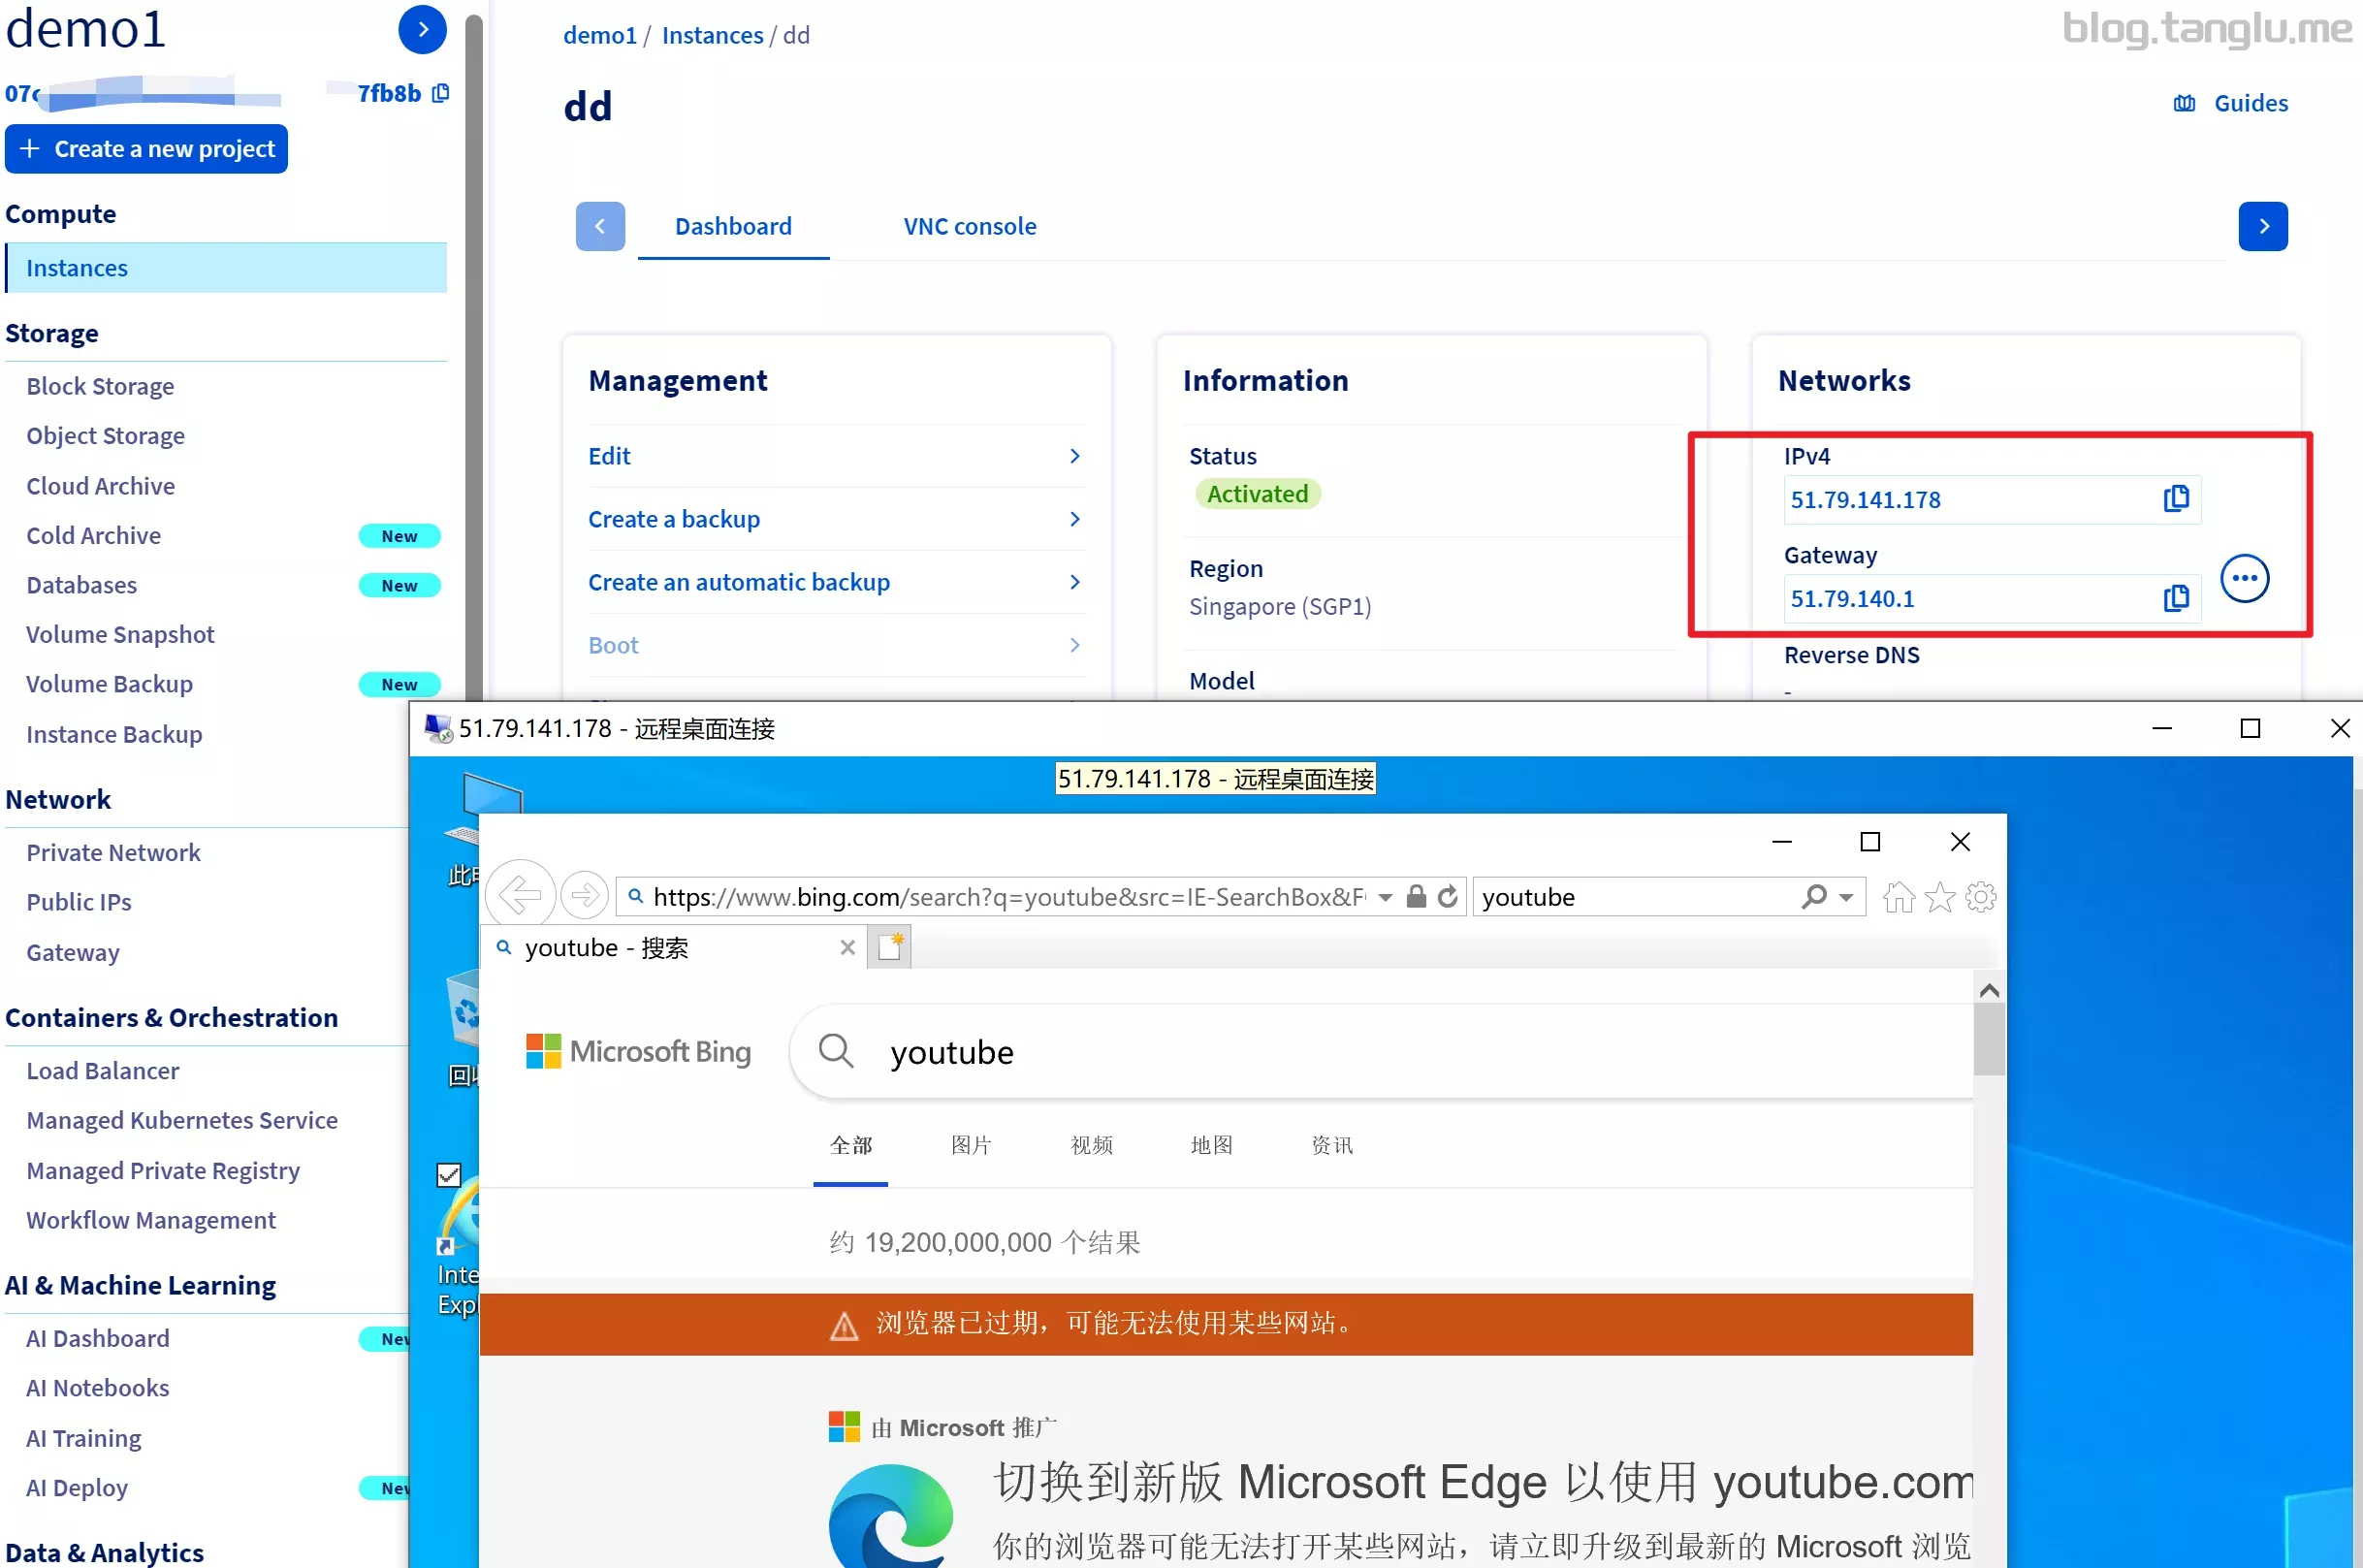 demo1
07c 7fb8b
Create a new project
Compute
Instances
Storage
Block Storage
Object Storage
Cloud Archive
Cold Archive New
Databases New
Volume Snapshot
Volume Backup New
Instance Backup
Network
Private Network
Public IPs
Gateway
Containers & Orchestration
Load Balancer
Managed Kubernetes Service
Managed Private Registry
Workflow Management
AI & Machine Learning
AI Dashboard New
AI Notebooks
AI Training
AI Deploy New
Data & Analytics
demo1 / Instances / dd
blog.tanglu.me
dd
Guides
Dashboard
VNC console
Management
Edit
Create a backup
Create an automatic backup
Boot
Information
Status
Activated
Region
Singapore (SGP1)
Model
Networks
IPv4
51.79.141.178
Gateway
51.79.140.1
Reverse DNS
-
51.79.141.178 - 远程桌面连接
51.79.141.178 - 远程桌面连接
此
回
Inte
Exp
https://www.bing.com/search?q=youtube&src=IE-SearchBox&F
youtube
youtube - 搜索
Microsoft Bing
youtube
全部 图片 视频 地图 资讯
约 19,200,000,000 个结果
浏览器已过期，可能无法使用某些网站。
由 Microsoft 推广
切换到新版 Microsoft Edge 以使用 youtube.com
你的浏览器可能无法打开某些网站，请立即升级到最新的 Microsoft 浏览